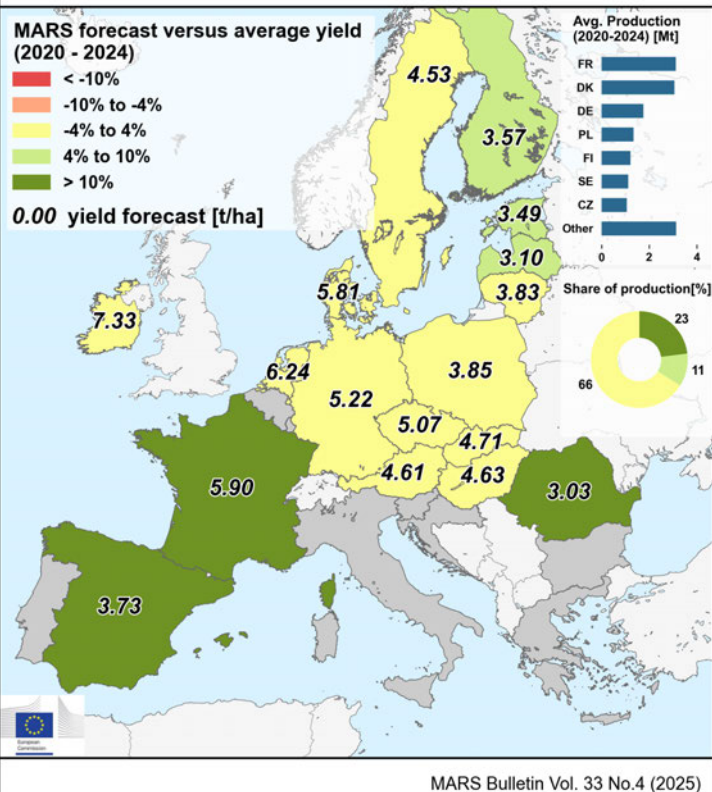 MARS forecast versus average yield
(2020 - 2024)
< -10%
-10% to -4%
-4% to 4%
4% to 10%
> 10%
0.00 yield forecast [t/ha]
Avg. Production
(2020-2024) [Mt]
FR
DK
DE
PL
FI
SE
CZ
Other
0 2 4
Share of production[%]
23
11
66
4.53
3.57
3.49
3.10
3.83
5.81
7.33
6.24
5.22
3.85
5.07
4.71
4.61
4.63
5.90
3.03
3.73
European
Commission
MARS Bulletin Vol. 33 No.4 (2025)